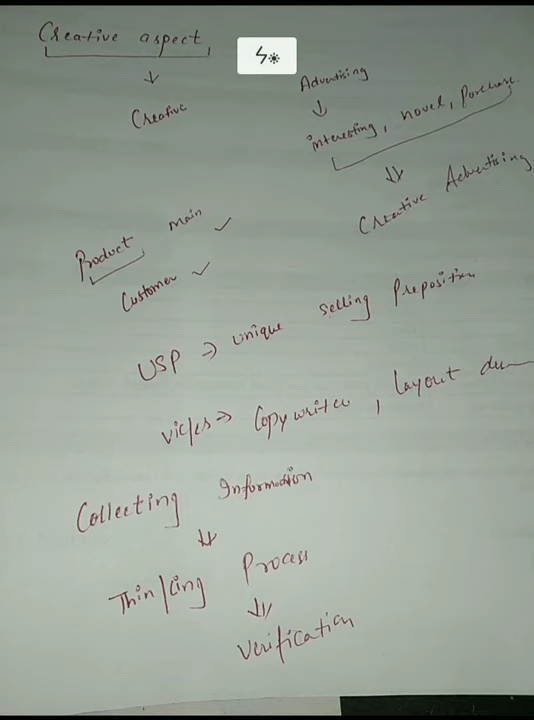 Creative aspect
Creative
Advertising
interesting, novel, purchase
Creative Advertising
Product main
Customer
USP ⇒ unique selling Preposition
⇒ Copywriter, Layout
Collecting Information
Thinking Process
Verification